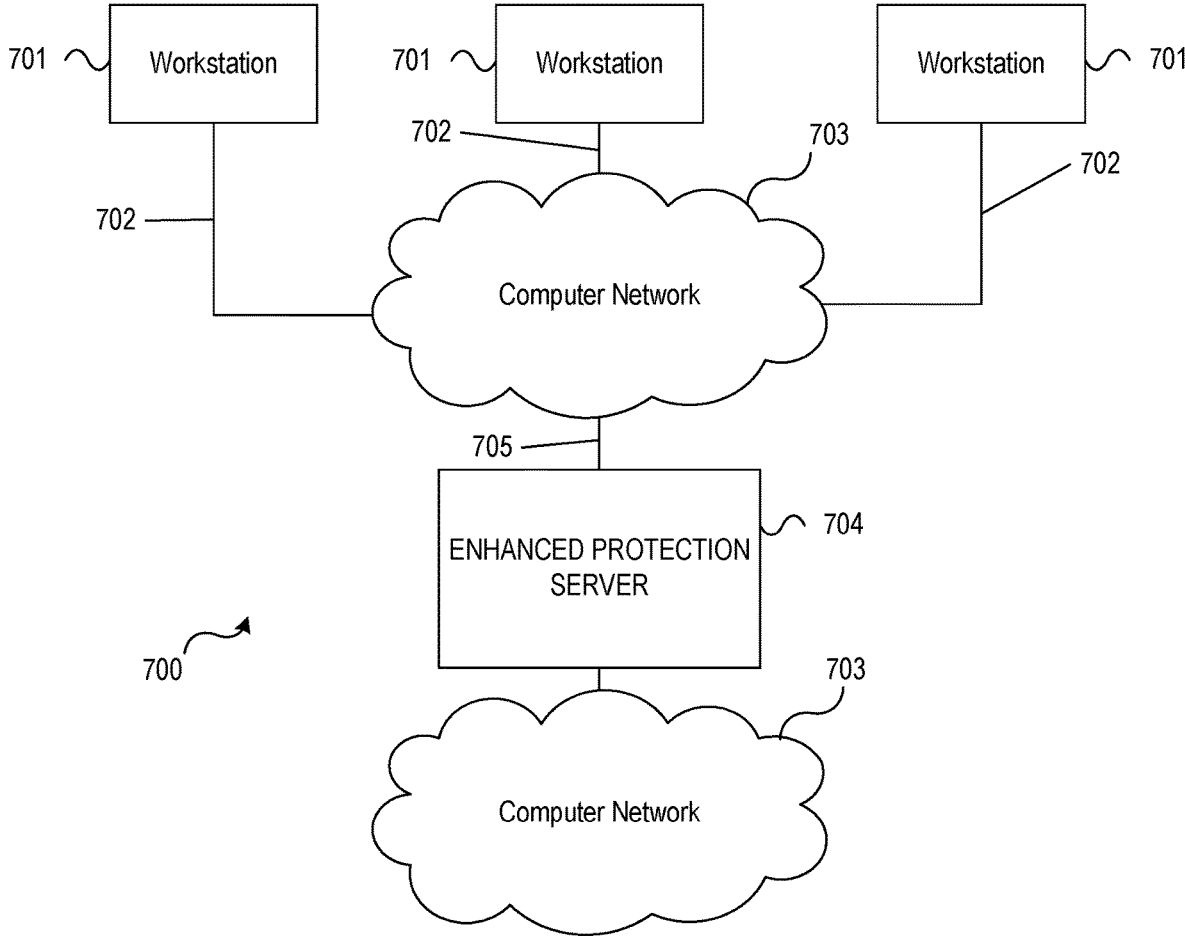 701
Workstation
701
Workstation
Workstation
701
702
703
702
702
Computer Network
705
704
ENHANCED PROTECTION
SERVER
700
703
Computer Network